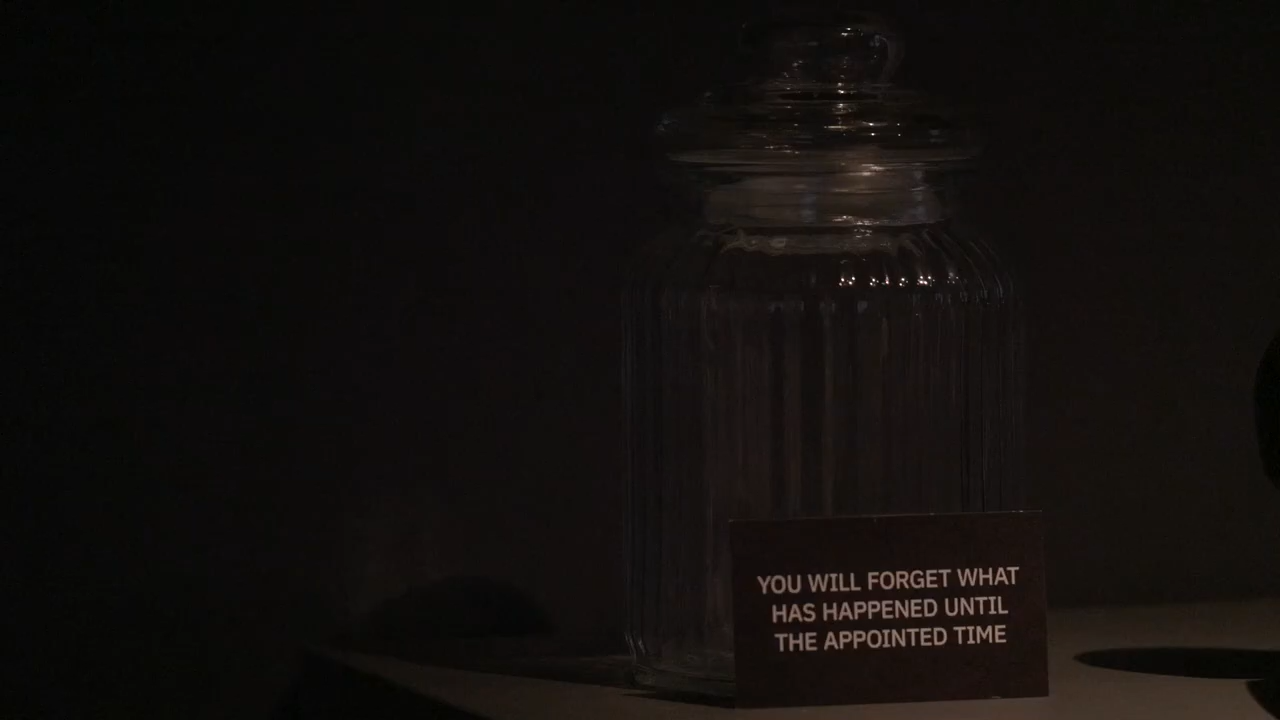 YOU WILL FORGET WHAT
HAS HAPPENED UNTIL
THE APPOINTED TIME